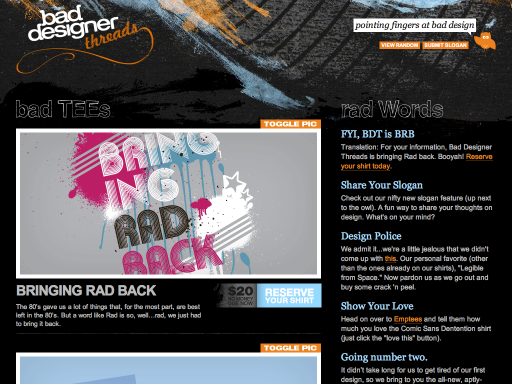 bad
designer
threads
pointing fingers at bad design
VIEW RANDOM
SUBMIT SLOGAN
bad TEEs
TOGGLE PIC
BRING
ING
RAD
BACK
BRINGING RAD BACK
$20
RESERVE
YOUR SHIRT
The 80's gave us a lot of things that, for the most part, are best
left in the 80's. But a word like Rad is so, well...rad, we just had
to bring it back.
TOGGLE PIC
rad Words
FYI, BDT is BRB
Translation: For your information, Bad Designer
Threads is bringing Rad back. Booyah! Reserve
your shirt today.
Share Your Slogan
Check out our nifty new slogan feature (up next
to the owl). A fun way to share your thoughts on
design. What's on your mind?
Design Police
We admit it...we're a little jealous that we didn't
come up with this. Our personal favorite (other
than the ones already on our shirts), "Legible
from Space." Now pardon us as we go out and
buy some crack 'n peel.
Show Your Love
Head on over to Emptees and tell them how
much you love the Comic Sans Dentention shirt
(just click the "love this" button).
Going number two.
It didn't take long for us to get tired of our first
design, so we bring to you the all-new, aptly-